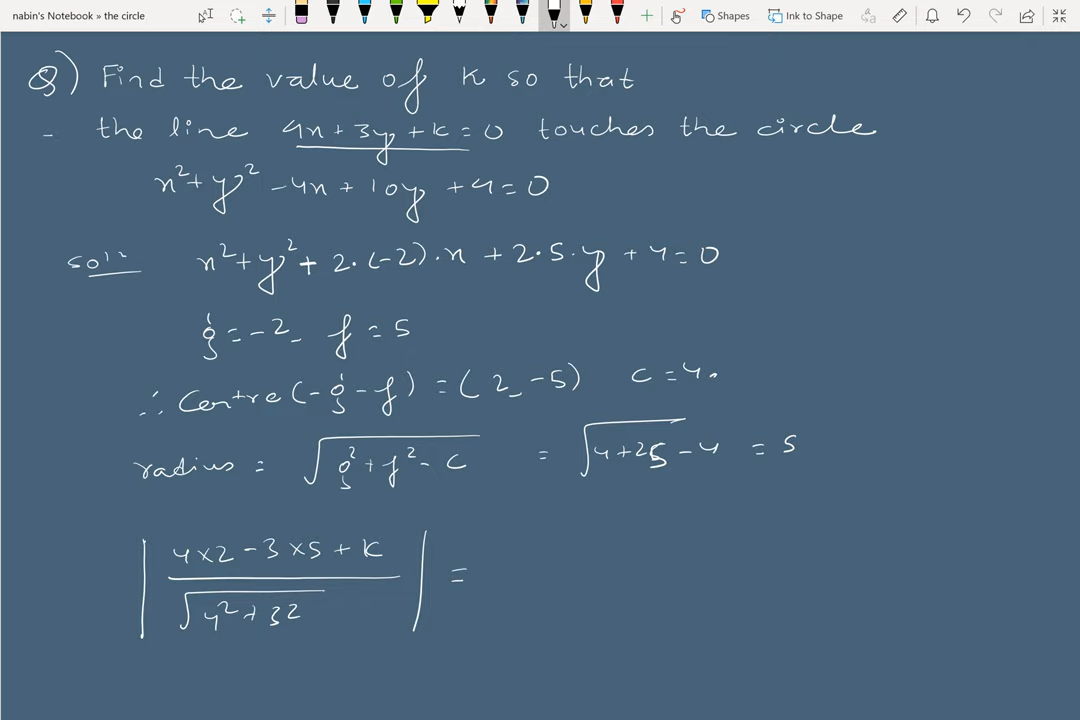 nabin's Notebook » the circle
Shapes Ink to Shape
Q) Find the value of K so that
- the line 4x + 3y + k = 0 touches the circle
x² + y² - 4x + 10y + 4 = 0
Solⁿ x² + y² + 2·(-2)·x + 2·5·y + 4 = 0
g = -2, f = 5
∴ Centre (-g, -f) = (2, -5) c = 4.
radius = √(g² + f² - c) = √(4 + 25 - 4) = 5
| (4×2 - 3×5 + k) / √(4² + 32) | =